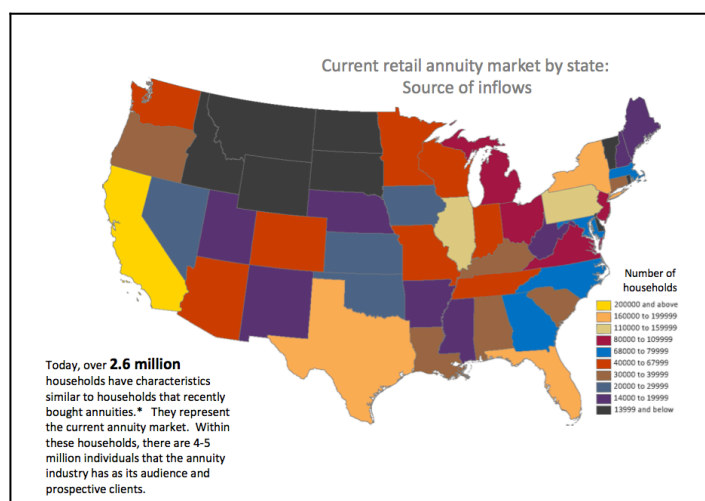 Current retail annuity market by state:
Source of inflows
Number of
households
200000 and above
160000 to 199999
110000 to 159999
80000 to 109999
68000 to 79999
40000 to 67999
30000 to 39999
20000 to 29999
14000 to 19999
13999 and below
Today, over 2.6 million
households have characteristics
similar to households that recently
bought annuities.* They represent
the current annuity market. Within
these households, there are 4-5
million individuals that the annuity
industry has as its audience and
prospective clients.